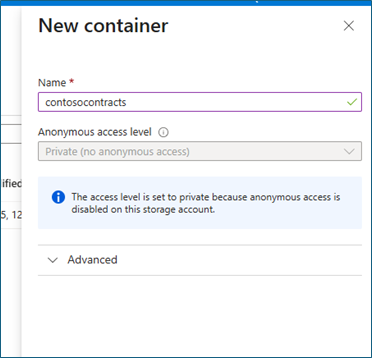 New container
Name *
contosocontracts
Anonymous access level
Private (no anonymous access)
ified
The access level is set to private because anonymous access is
5, 12
disabled on this storage account.
Advanced